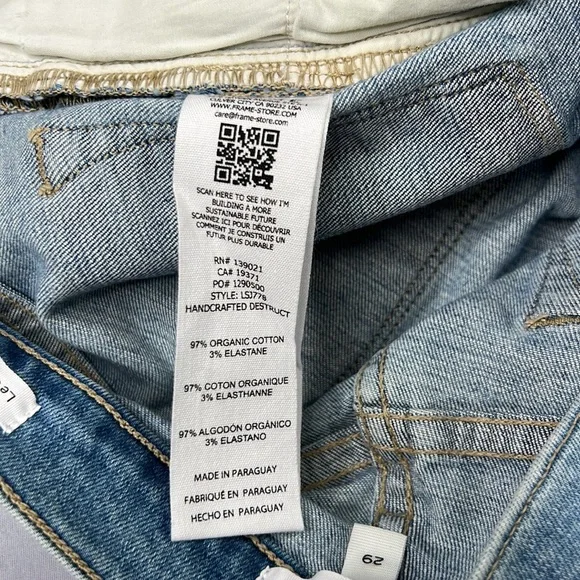 CULVER CITY CA 90232 USA
WWW.FRAME-STORE.COM
care@frame-store.com
SCAN HERE TO SEE HOW I'M
BUILDING A MORE
SUSTAINABLE FUTURE
SCANNEZ ICI POUR DÉCOUVRIR
COMMENT JE CONSTRUIT UN
FUTUR PLUS DURABLE
RN# 139021
CA# 19371
PO# 1290500
STYLE: LSJ778
HANDCRAFTED DESTRUCT
97% ORGANIC COTTON
3% ELASTANE
97% COTON ORGANIQUE
3% ELASTHANNE
97% ALGODÓN ORGÁNICO
3% ELASTANO
MADE IN PARAGUAY
FABRIQUÉ EN PARAGUAY
HECHO EN PARAGUAY
29